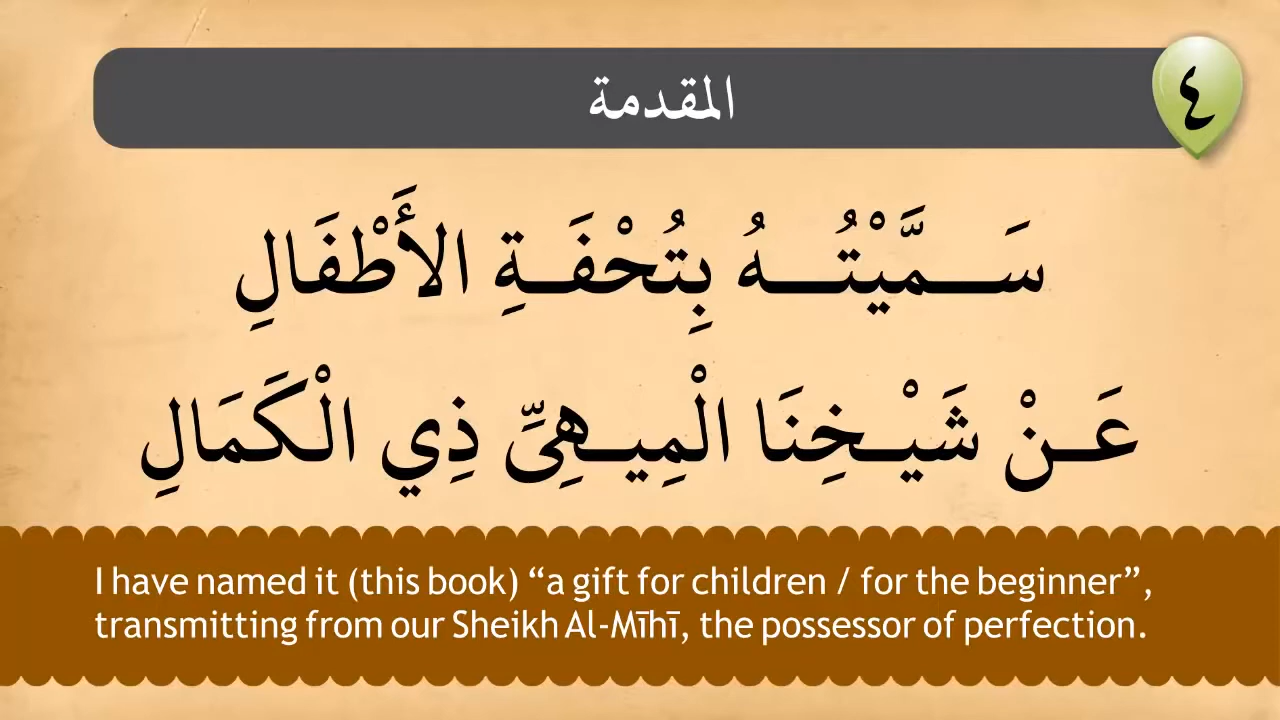 المقدمة
٤
سَـــمَّيْتُـــهُ بِتُحْفَـةِ الأَطْفَالِ
عَـنْ شَيْـخِنَا الْمِيـهِىِّ ذِي الْكَمَالِ
I have named it (this book) “a gift for children / for the beginner”,
transmitting from our Sheikh Al-Mīhī, the possessor of perfection.